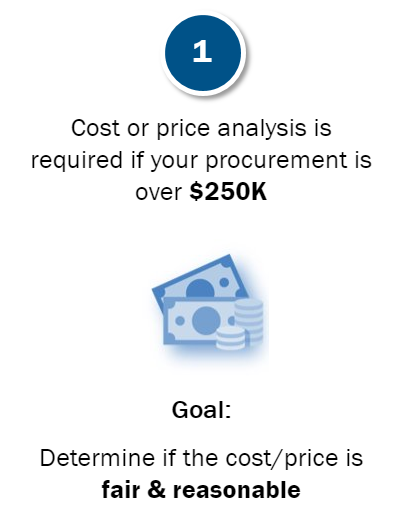 1
Cost or price analysis is
required if your procurement is
over $250K
Goal:
Determine if the cost/price is
fair & reasonable